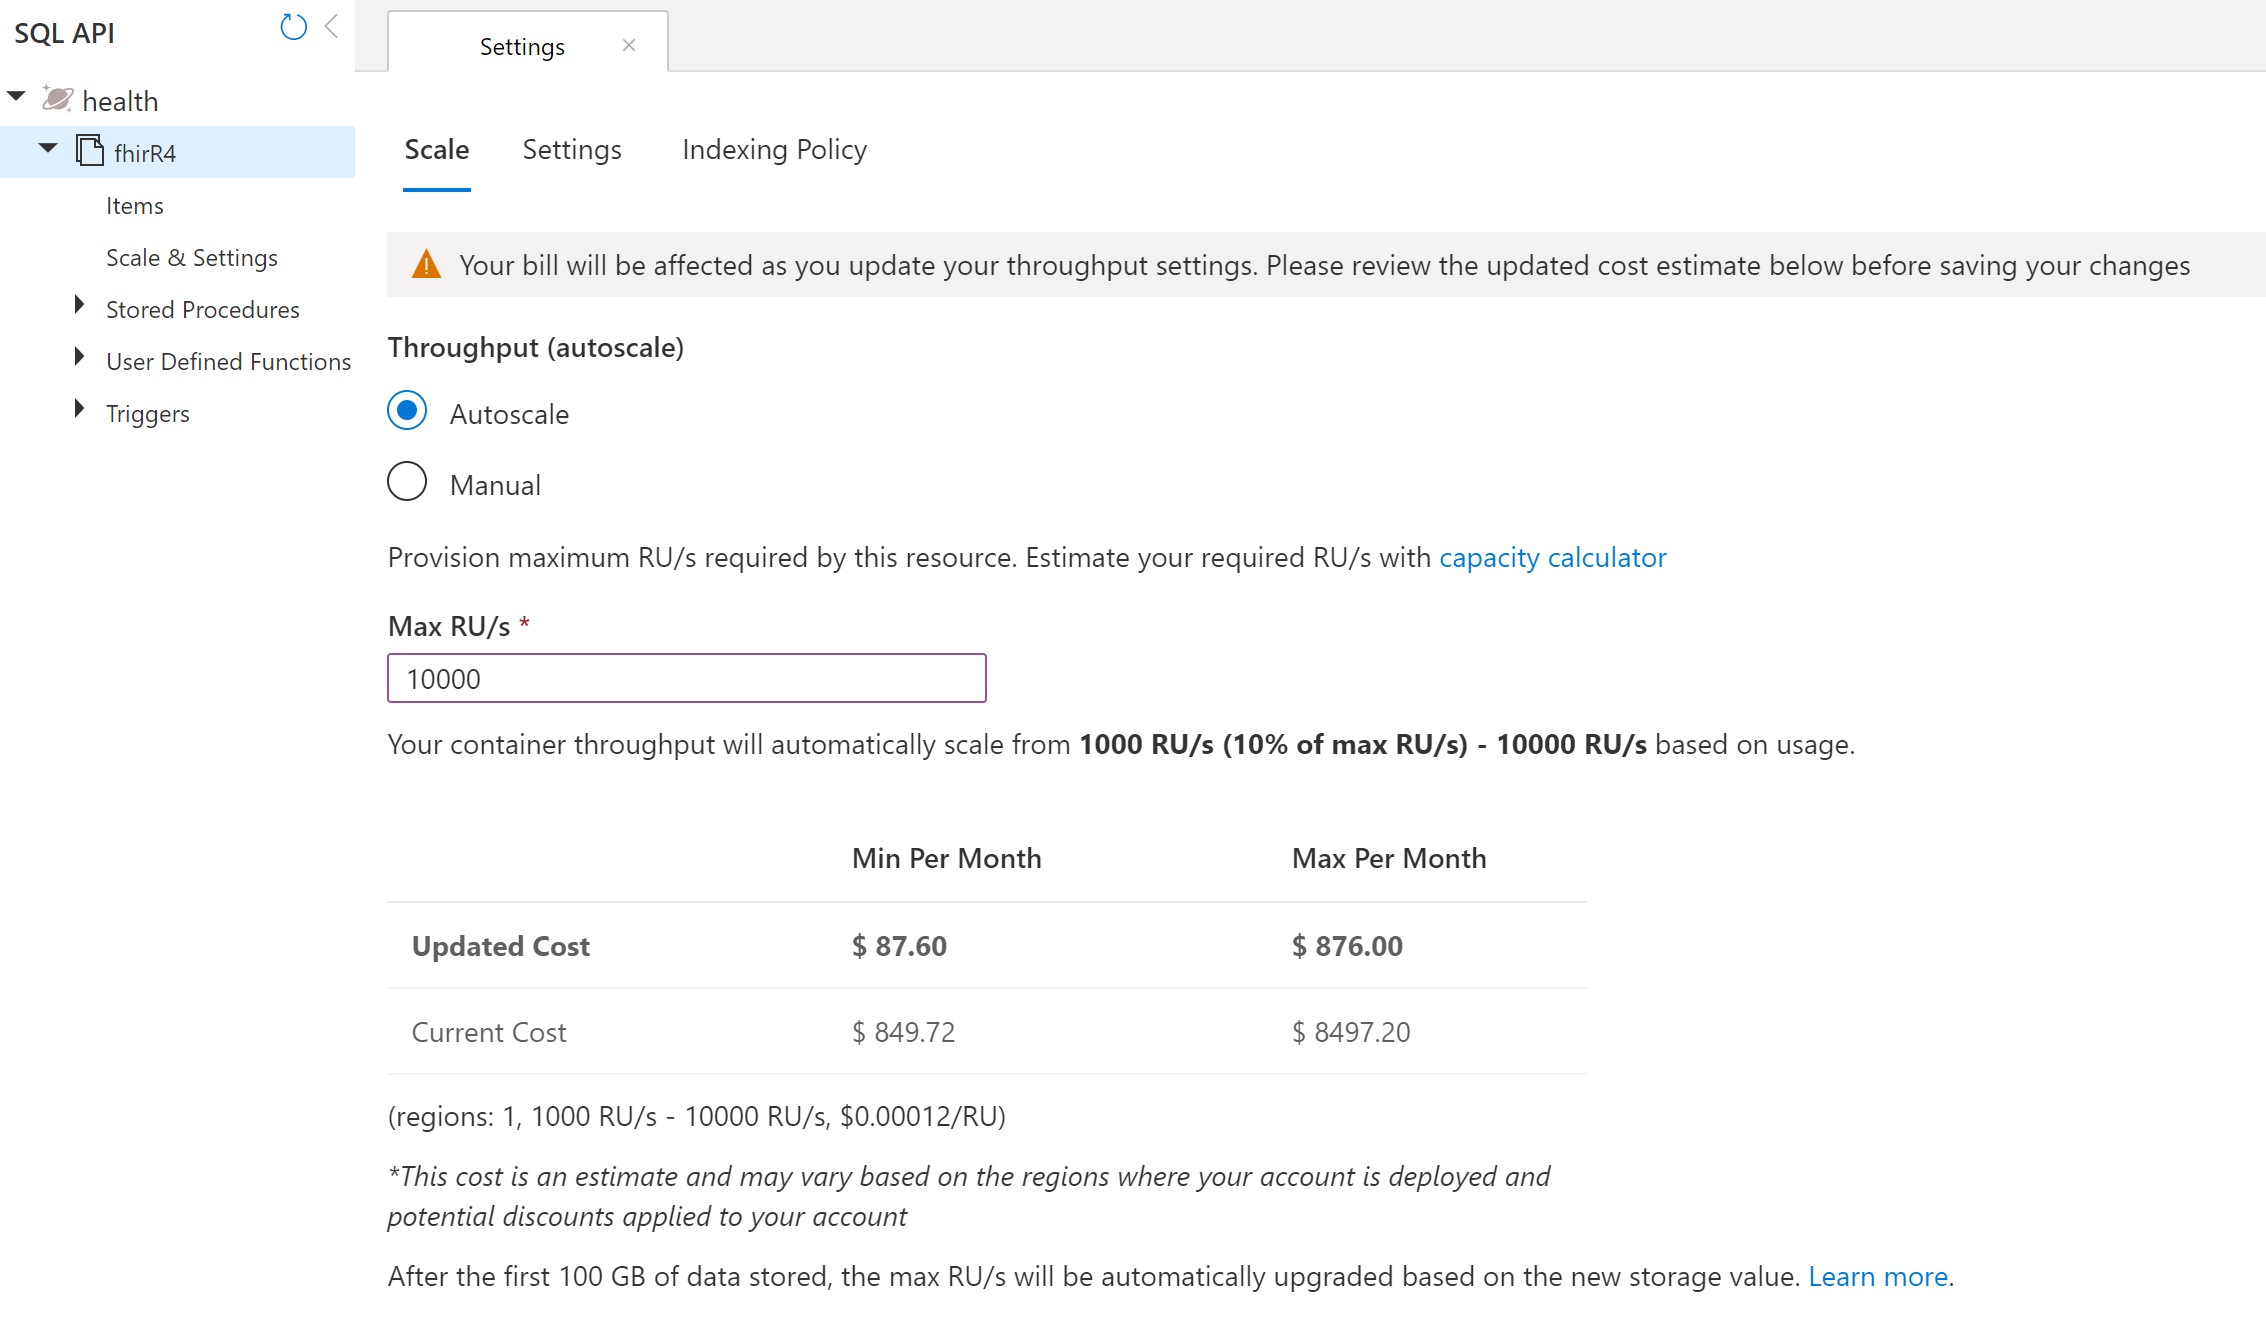 SQL API
health
fhirR4
Items
Scale & Settings
Stored Procedures
User Defined Functions
Triggers
Settings
Scale Settings Indexing Policy
Your bill will be affected as you update your throughput settings. Please review the updated cost estimate below before saving your changes
Throughput (autoscale)
Autoscale
Manual
Provision maximum RU/s required by this resource. Estimate your required RU/s with capacity calculator
Max RU/s *
10000
Your container throughput will automatically scale from 1000 RU/s (10% of max RU/s) - 10000 RU/s based on usage.
Min Per Month Max Per Month
Updated Cost $ 87.60 $ 876.00
Current Cost $ 849.72 $ 8497.20
(regions: 1, 1000 RU/s - 10000 RU/s, $0.00012/RU)
*This cost is an estimate and may vary based on the regions where your account is deployed and
potential discounts applied to your account
After the first 100 GB of data stored, the max RU/s will be automatically upgraded based on the new storage value. Learn more.